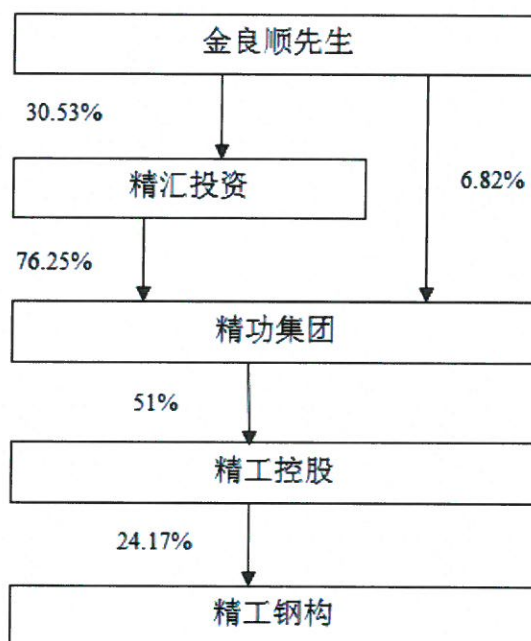 金良顺先生
30.53%
精汇投资
6.82%
76.25%
精功集团
51%
精工控股
24.17%
精工钢构